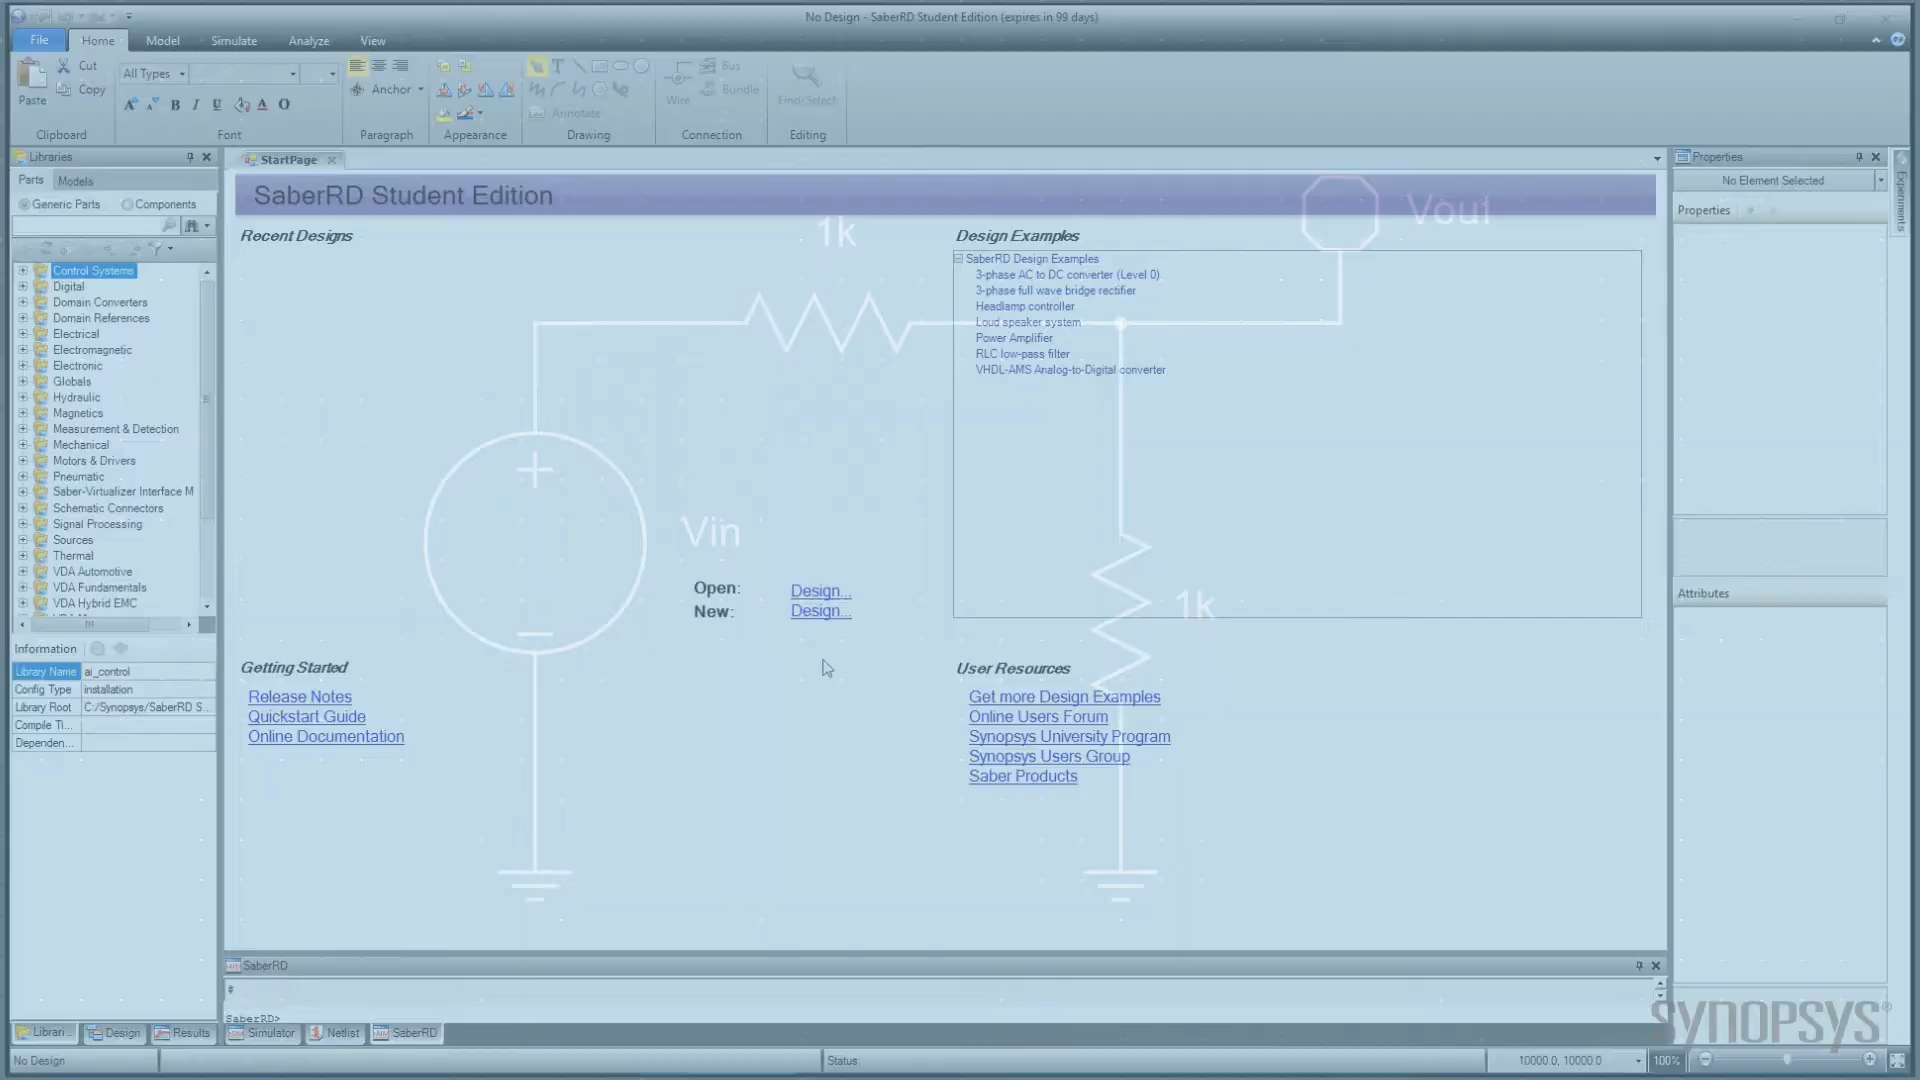 No Design - SaberRD Student Edition (expires in 99 days)
File Home Model Simulate Analyze View
Paste
Cut
Copy
Clipboard
All Types
B I U A O
Font
Anchor
Paragraph
Appearance
Annotate
Drawing
Wire
Bus
Bundle
Connection
Find/Select
Editing
Libraries
Parts Models
Generic Parts Components
Control Systems
Digital
Domain Converters
Domain References
Electrical
Electromagnetic
Electronic
Globals
Hydraulic
Magnetics
Measurement & Detection
Mechanical
Motors & Drivers
Pneumatic
Saber-Virtualizer Interface M
Schematic Connectors
Signal Processing
Sources
Thermal
VDA Automotive
VDA Fundamentals
VDA Hybrid EMC
Information
Library Name ai_control
Config Type installation
Library Root C:/Synopsys/SaberRD S...
Compile Ti...
Dependen...
StartPage
SaberRD Student Edition
Recent Designs
1k
Vin
Open: Design...
New: Design...
Design Examples
SaberRD Design Examples
3-phase AC to DC converter (Level 0)
3-phase full wave bridge rectifier
Headlamp controller
Loud speaker system
Power Amplifier
RLC low-pass filter
VHDL-AMS Analog-to-Digital converter
Vout
1k
Getting Started
Release Notes
Quickstart Guide
Online Documentation
User Resources
Get more Design Examples
Online Users Forum
Synopsys University Program
Synopsys Users Group
Saber Products
Properties
No Element Selected
Properties
Attributes
Experiments
SaberRD
#
SaberRD>
Librari... Design Results Simulator Netlist SaberRD
SYNOPSYS®
No Design
Status:
10000.0, 10000.0
100%